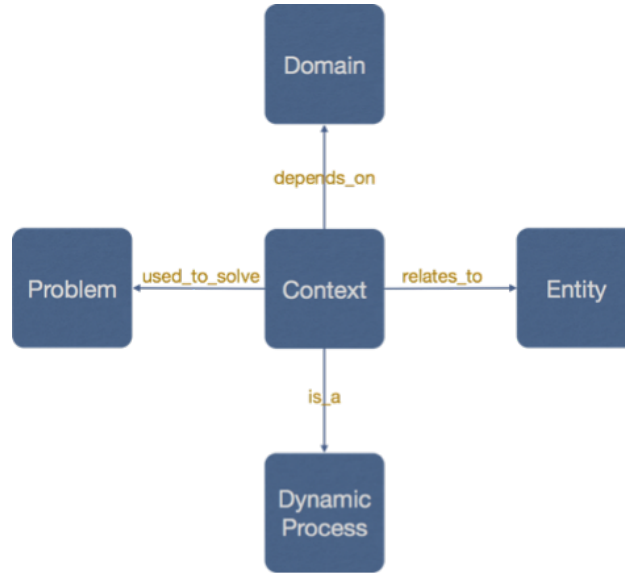 Domain
depends_on
Problem
used_to_solve
Context
relates_to
Entity
is_a
Dynamic
Process